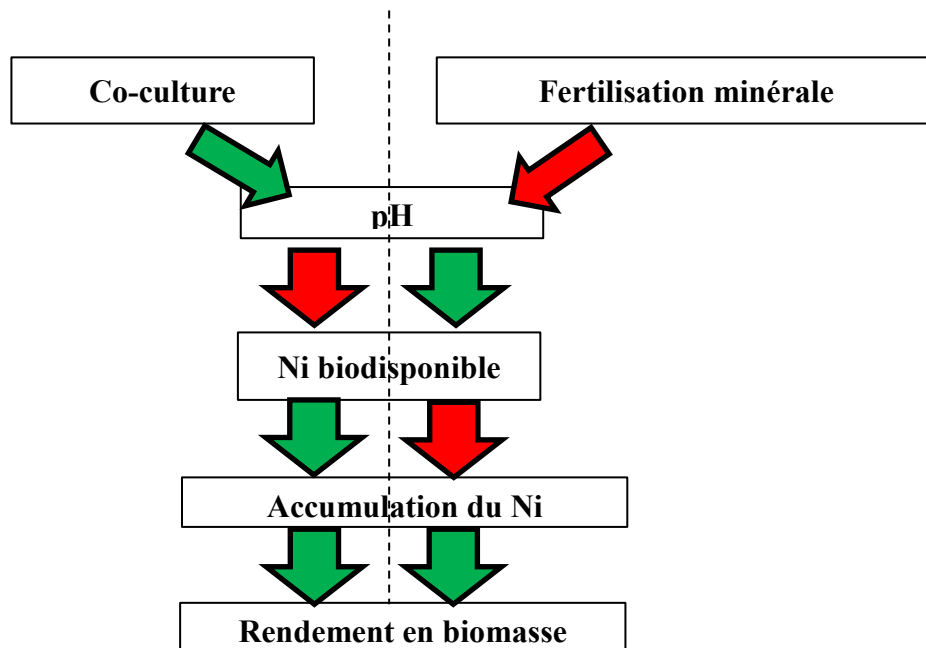 Co-culture
Fertilisation minérale
pH
Ni biodisponible
Accumulation du Ni
Rendement en biomasse